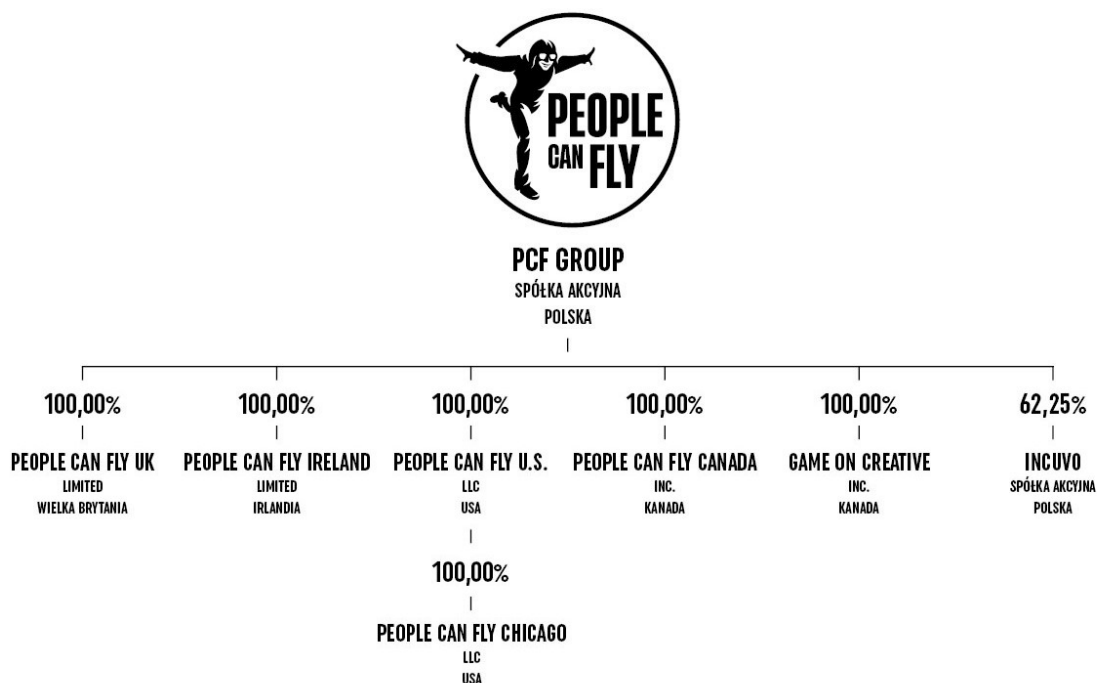 PEOPLE
CAN FLY
PCF GROUP
SPÓŁKA AKCYJNA
POLSKA
100,00%
100,00%
100,00%
100,00%
100,00%
62,25%
PEOPLE CAN FLY UK
LIMITED
WIELKA BRYTANIA
PEOPLE CAN FLY IRELAND
LIMITED
IRLANDIA
PEOPLE CAN FLY U.S.
LLC
USA
PEOPLE CAN FLY CANADA
INC.
KANADA
GAME ON CREATIVE
INC.
KANADA
INCUVO
SPÓŁKA AKCYJNA
POLSKA
100,00%
PEOPLE CAN FLY CHICAGO
LLC
USA